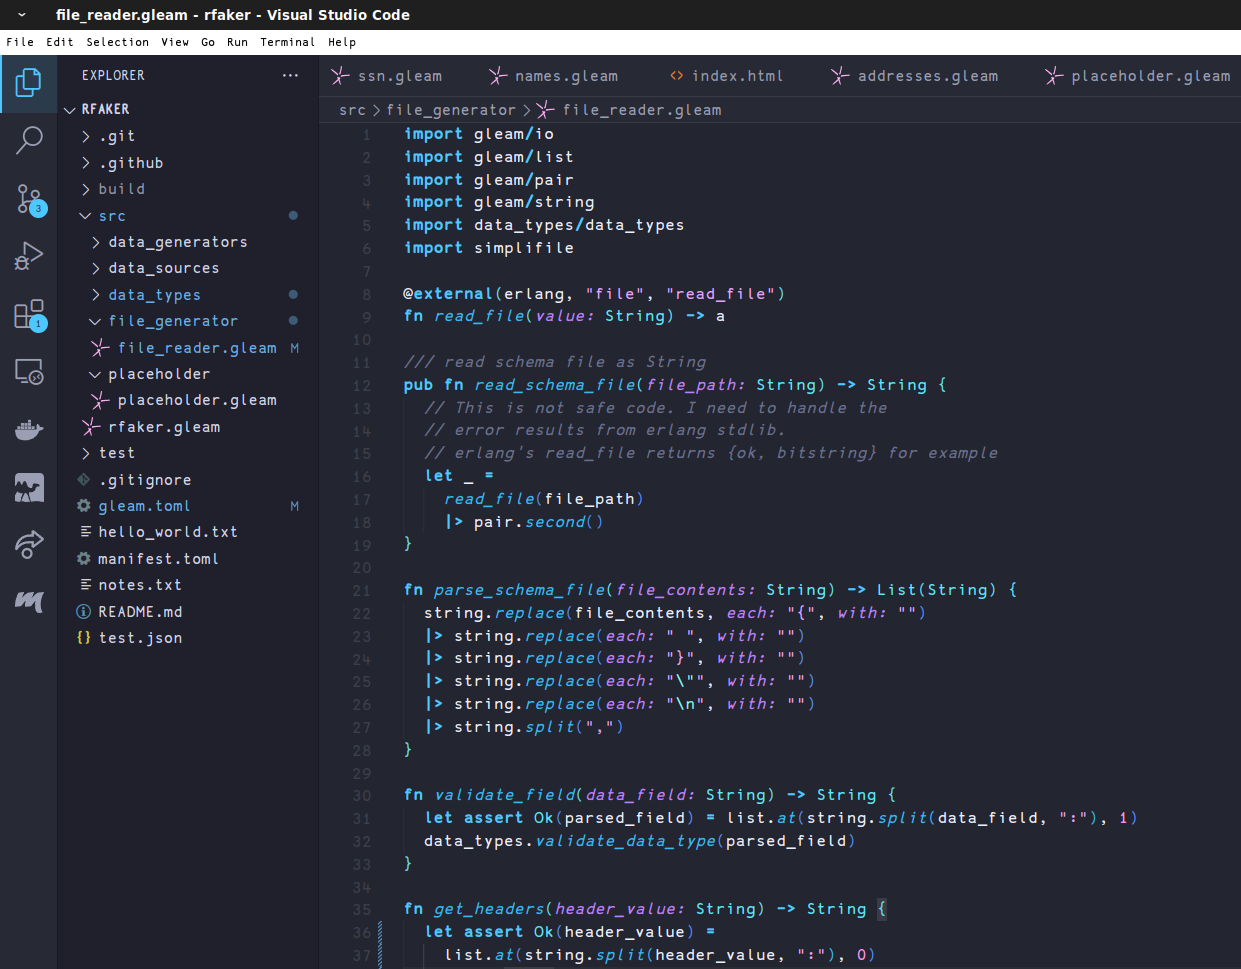 file_reader.gleam - rfaker - Visual Studio Code
File Edit Selection View Go Run Terminal Help
EXPLORER ...
RFAKER
.git
.github
build
src
data_generators
data_sources
data_types
file_generator
file_reader.gleam M
placeholder
placeholder.gleam
rfaker.gleam
test
.gitignore
gleam.toml M
hello_world.txt
manifest.toml
notes.txt
README.md
test.json
3
1
ssn.gleam names.gleam index.html addresses.gleam placeholder.gleam
src > file_generator > file_reader.gleam
1 import gleam/io
2 import gleam/list
3 import gleam/pair
4 import gleam/string
5 import data_types/data_types
6 import simplifile
7
8 @external(erlang, "file", "read_file")
9 fn read_file(value: String) -> a
10
11 /// read schema file as String
12 pub fn read_schema_file(file_path: String) -> String {
13 // This is not safe code. I need to handle the
14 // error results from erlang stdlib.
15 // erlang's read_file returns {ok, bitstring} for example
16 let _ =
17 read_file(file_path)
18 |> pair.second()
19 }
20
21 fn parse_schema_file(file_contents: String) -> List(String) {
22 string.replace(file_contents, each: "{", with: "")
23 |> string.replace(each: " ", with: "")
24 |> string.replace(each: "}", with: "")
25 |> string.replace(each: "\"", with: "")
26 |> string.replace(each: "\n", with: "")
27 |> string.split(",")
28 }
29
30 fn validate_field(data_field: String) -> String {
31 let assert Ok(parsed_field) = list.at(string.split(data_field, ":"), 1)
32 data_types.validate_data_type(parsed_field)
33 }
34
35 fn get_headers(header_value: String) -> String {
36 let assert Ok(header_value) =
37 list.at(string.split(header_value, ":"), 0)